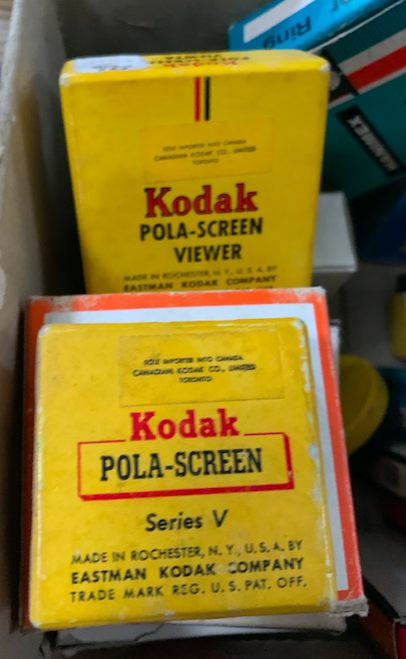 Ring
HANIMEX
Kodak
SOLE IMPORTER INTO CANADA
CANADIAN KODAK CO., LIMITED
TORONTO
Kodak
POLA-SCREEN
VIEWER
MADE IN ROCHESTER, N. Y., U. S. A. BY
EASTMAN KODAK COMPANY
SOLE IMPORTER INTO CANADA
CANADIAN KODAK CO., LIMITED
TORONTO
Kodak
POLA-SCREEN
Series V
MADE IN ROCHESTER, N. Y., U. S. A. BY
EASTMAN KODAK COMPANY
TRADE MARK REG. U. S. PAT. OFF.